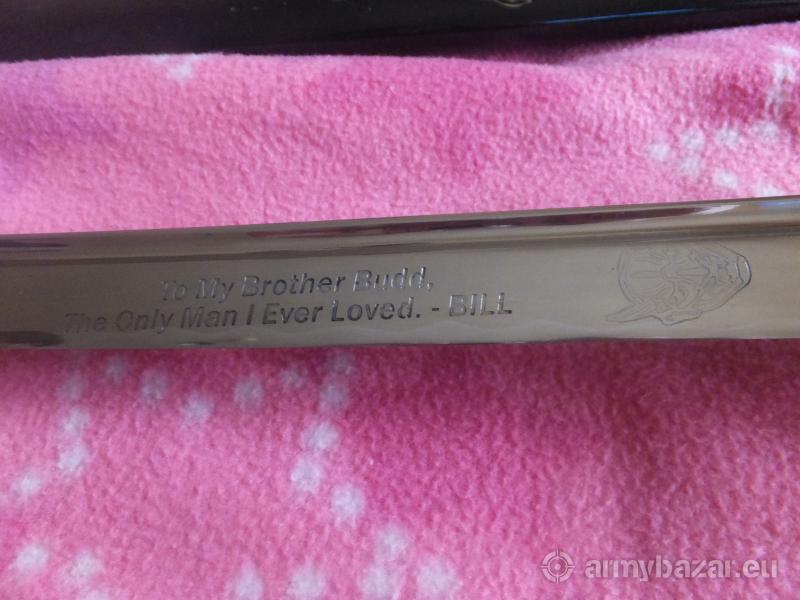 To My Brother Budd,
The Only Man I Ever Loved. - BILL
armybazar.eu